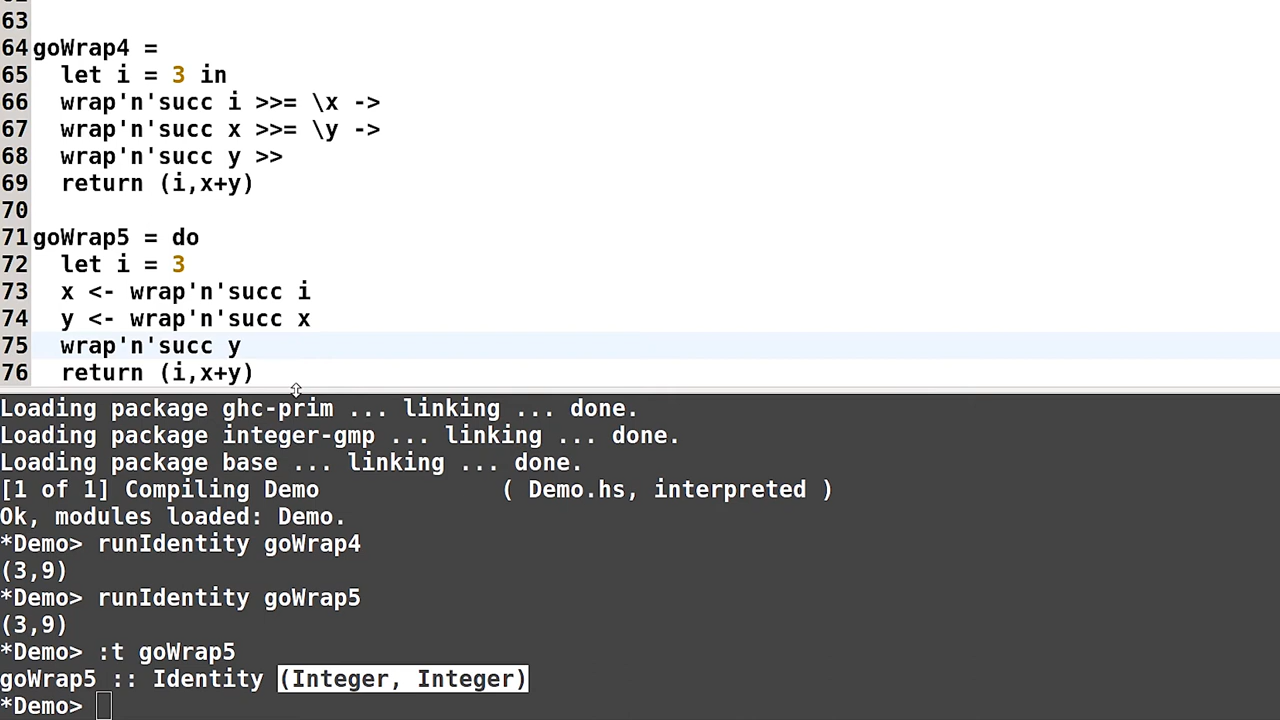 63
64 goWrap4 =
65   let i = 3 in
66   wrap'n'succ i >>= \x ->
67   wrap'n'succ x >>= \y ->
68   wrap'n'succ y >>
69   return (i,x+y)
70
71 goWrap5 = do
72   let i = 3
73   x <- wrap'n'succ i
74   y <- wrap'n'succ x
75   wrap'n'succ y
76   return (i,x+y)
Loading package ghc-prim ... linking ... done.
Loading package integer-gmp ... linking ... done.
Loading package base ... linking ... done.
[1 of 1] Compiling Demo             ( Demo.hs, interpreted )
Ok, modules loaded: Demo.
*Demo> runIdentity goWrap4
(3,9)
*Demo> runIdentity goWrap5
(3,9)
*Demo> :t goWrap5
goWrap5 :: Identity (Integer, Integer)
*Demo>